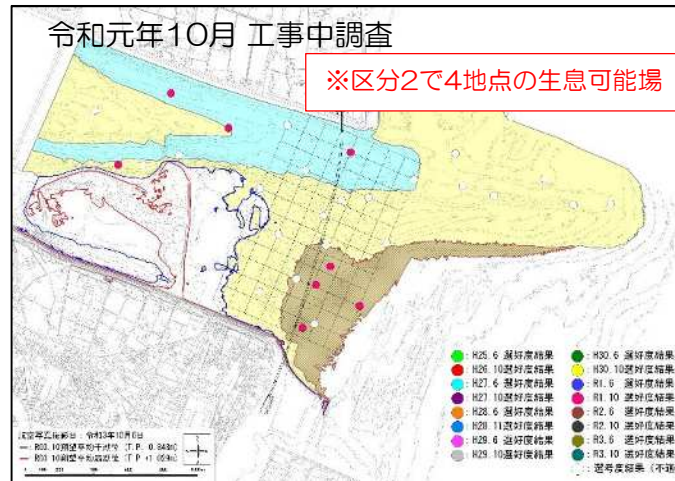 令和元年10月 工事中調査
※区分2で4地点の生息可能場
: H25.6 選好度結果
: H26.10選好度結果
: H27.6 選好度結果
: H27.10 選好度結果
: H28.6 選好度結果
: H28.11選好度結果
: H29.6 選好度結果
: H29.10選好度結果
: H30.6 選好度結果
: H30.10選好度結果
: R1.6 選好度結果
: R1.10 選好度結果
: R2.6 選好度結果
: R2.10 選好度結果
: R3.6 選好度結果
: R3.10 選好度結果